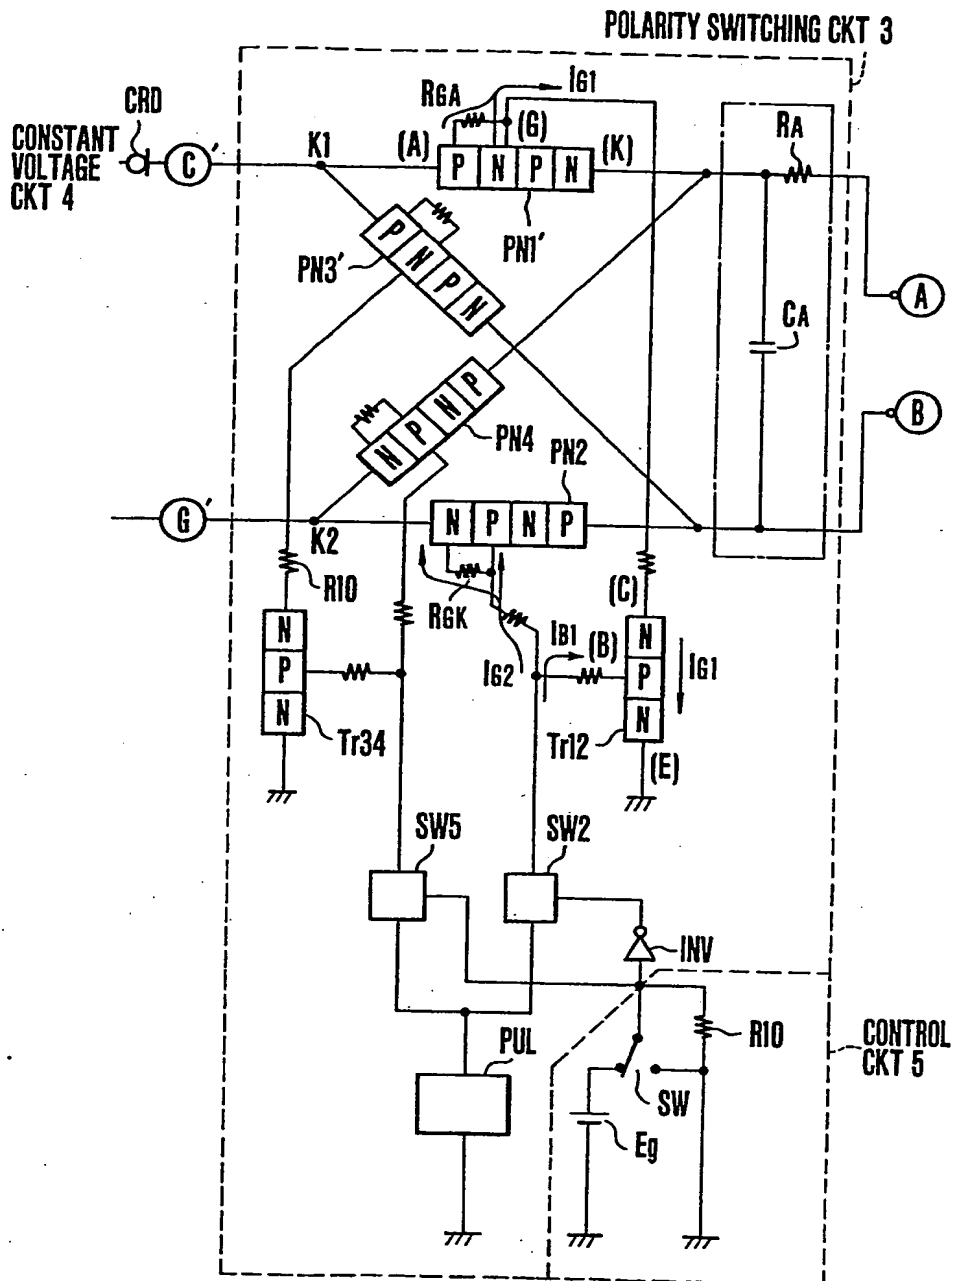 POLARITY SWITCHING CKT 3
CRD
CONSTANT
VOLTAGE
CKT 4
C'
K1
(A)
RGA
IG1
(G)
(K)
P N P N
PN1'
RA
A
PN3'
P N P N
CA
B
N P N P
PN4
PN2
N P N P
G'
K2
R10
RGK
IG2
IB1
(B)
(C)
IG1
N
P
N
Tr34
N
P
N
Tr12
(E)
SW5
SW2
INV
R10
CONTROL
CKT 5
PUL
SW
Eg